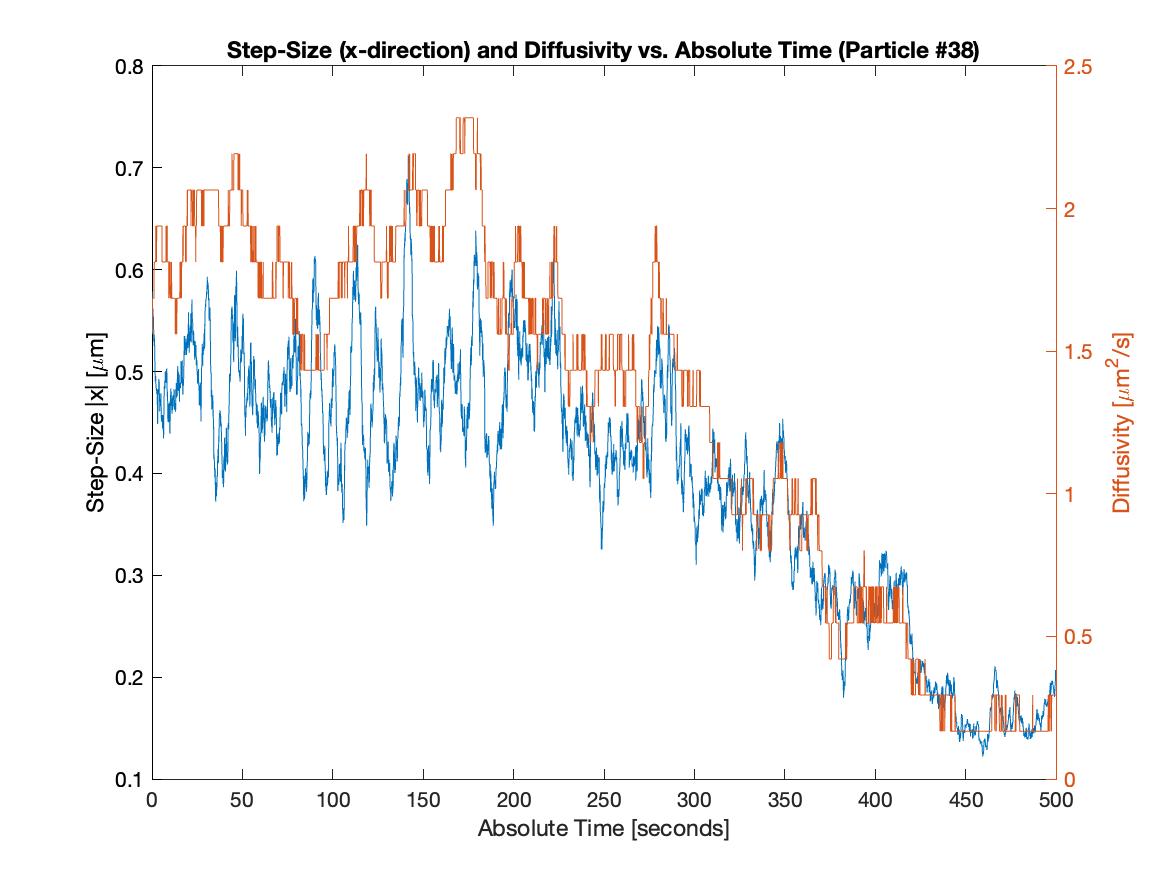 Step-Size (x-direction) and Diffusivity vs. Absolute Time (Particle #38)
0.8
0.7
0.6
0.5
0.4
0.3
0.2
0.1
Step-Size |x| [μm]
2.5
2
1.5
1
0.5
0
Diffusivity [μm²/s]
0 50 100 150 200 250 300 350 400 450 500
Absolute Time [seconds]